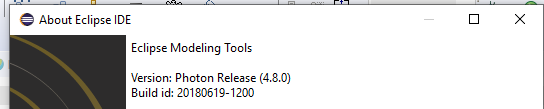 About Eclipse IDE
Eclipse Modeling Tools
Version: Photon Release (4.8.0)
Build id: 20180619-1200